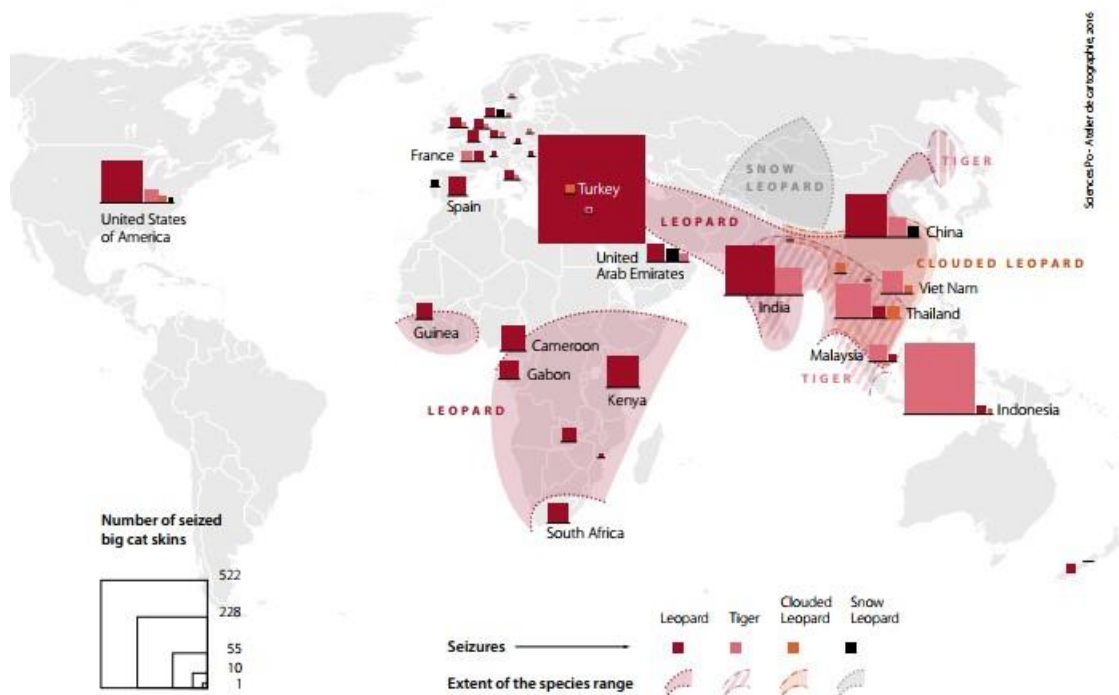 SciencesPo - Atelier de cartographie, 2016
United States
of America
France
Spain
Turkey
United
Arab Emirates
LEOPARD
SNOW
LEOPARD
TIGER
China
CLOUDED LEOPARD
India
Viet Nam
Thailand
Malaysia
TIGER
Indonesia
Guinea
Cameroon
Gabon
Kenya
LEOPARD
South Africa
Number of seized
big cat skins
522
228
55
10
1
Leopard
Tiger
Clouded
Leopard
Snow
Leopard
Seizures
Extent of the species range